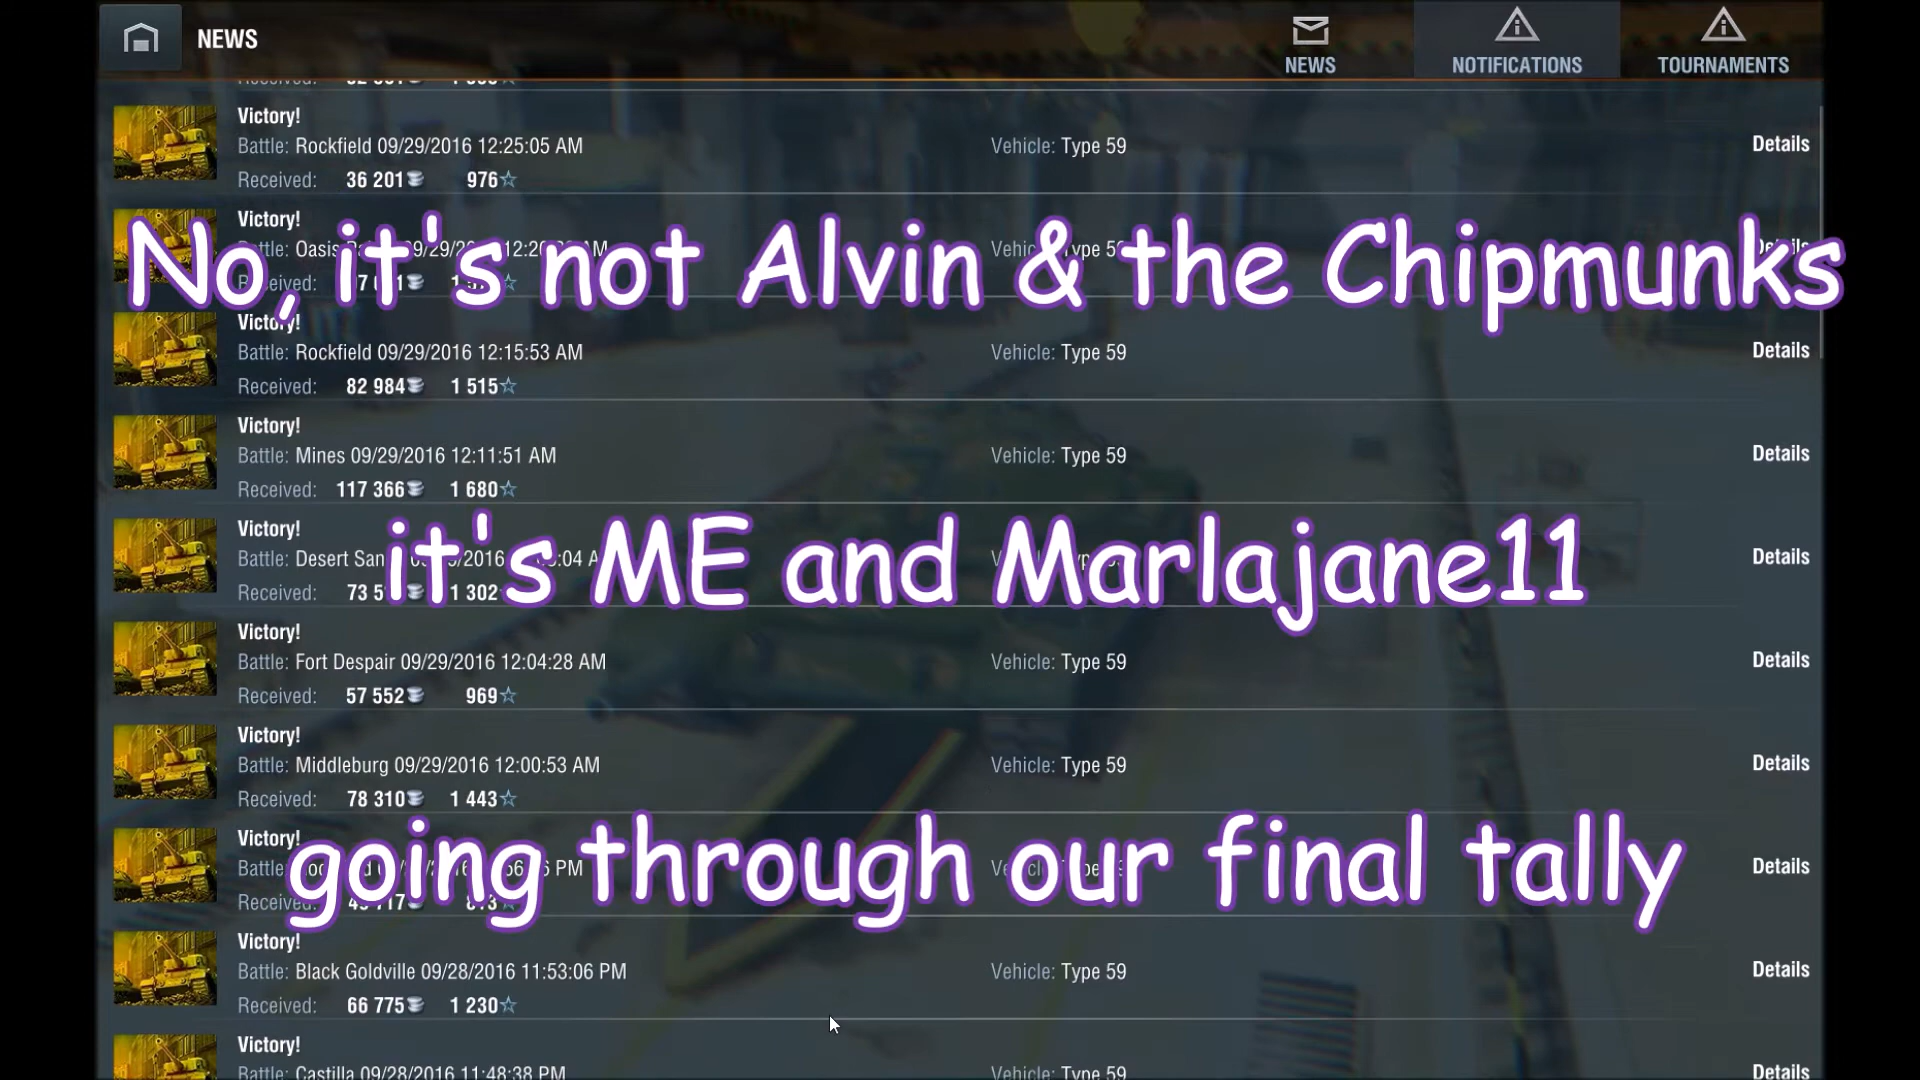 NEWS
NEWS
NOTIFICATIONS
TOURNAMENTS
Victory!
Battle: Rockfield 09/29/2016 12:25:05 AM
Vehicle: Type 59
Details
Received: 36 201 976
Victory!
No, it's not Alvin & the Chipmunks
Received:
Victory!
Battle: Rockfield 09/29/2016 12:15:53 AM
Vehicle: Type 59
Details
Received: 82 984 1 515
Victory!
Battle: Mines 09/29/2016 12:11:51 AM
Vehicle: Type 59
Details
Received: 117 366 1 680
Victory!
Battle: Desert
Details
it's ME and Marlajane11
Received: 1 302
Victory!
Battle: Fort Despair 09/29/2016 12:04:28 AM
Vehicle: Type 59
Details
Received: 57 552 969
Victory!
Battle: Middleburg 09/29/2016 12:00:53 AM
Vehicle: Type 59
Details
Received: 78 310 1 443
Victory!
Battle: PM
Details
going through our final tally
Received:
Victory!
Battle: Black Goldville 09/28/2016 11:53:06 PM
Vehicle: Type 59
Details
Received: 66 775 1 230
Victory!
Battle: Castilla 09/28/2016 11:48:38 PM
Vehicle: Type 59
Details